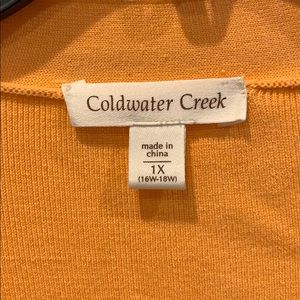 Coldwater Creek
made in
china
1X
(16W-18W)